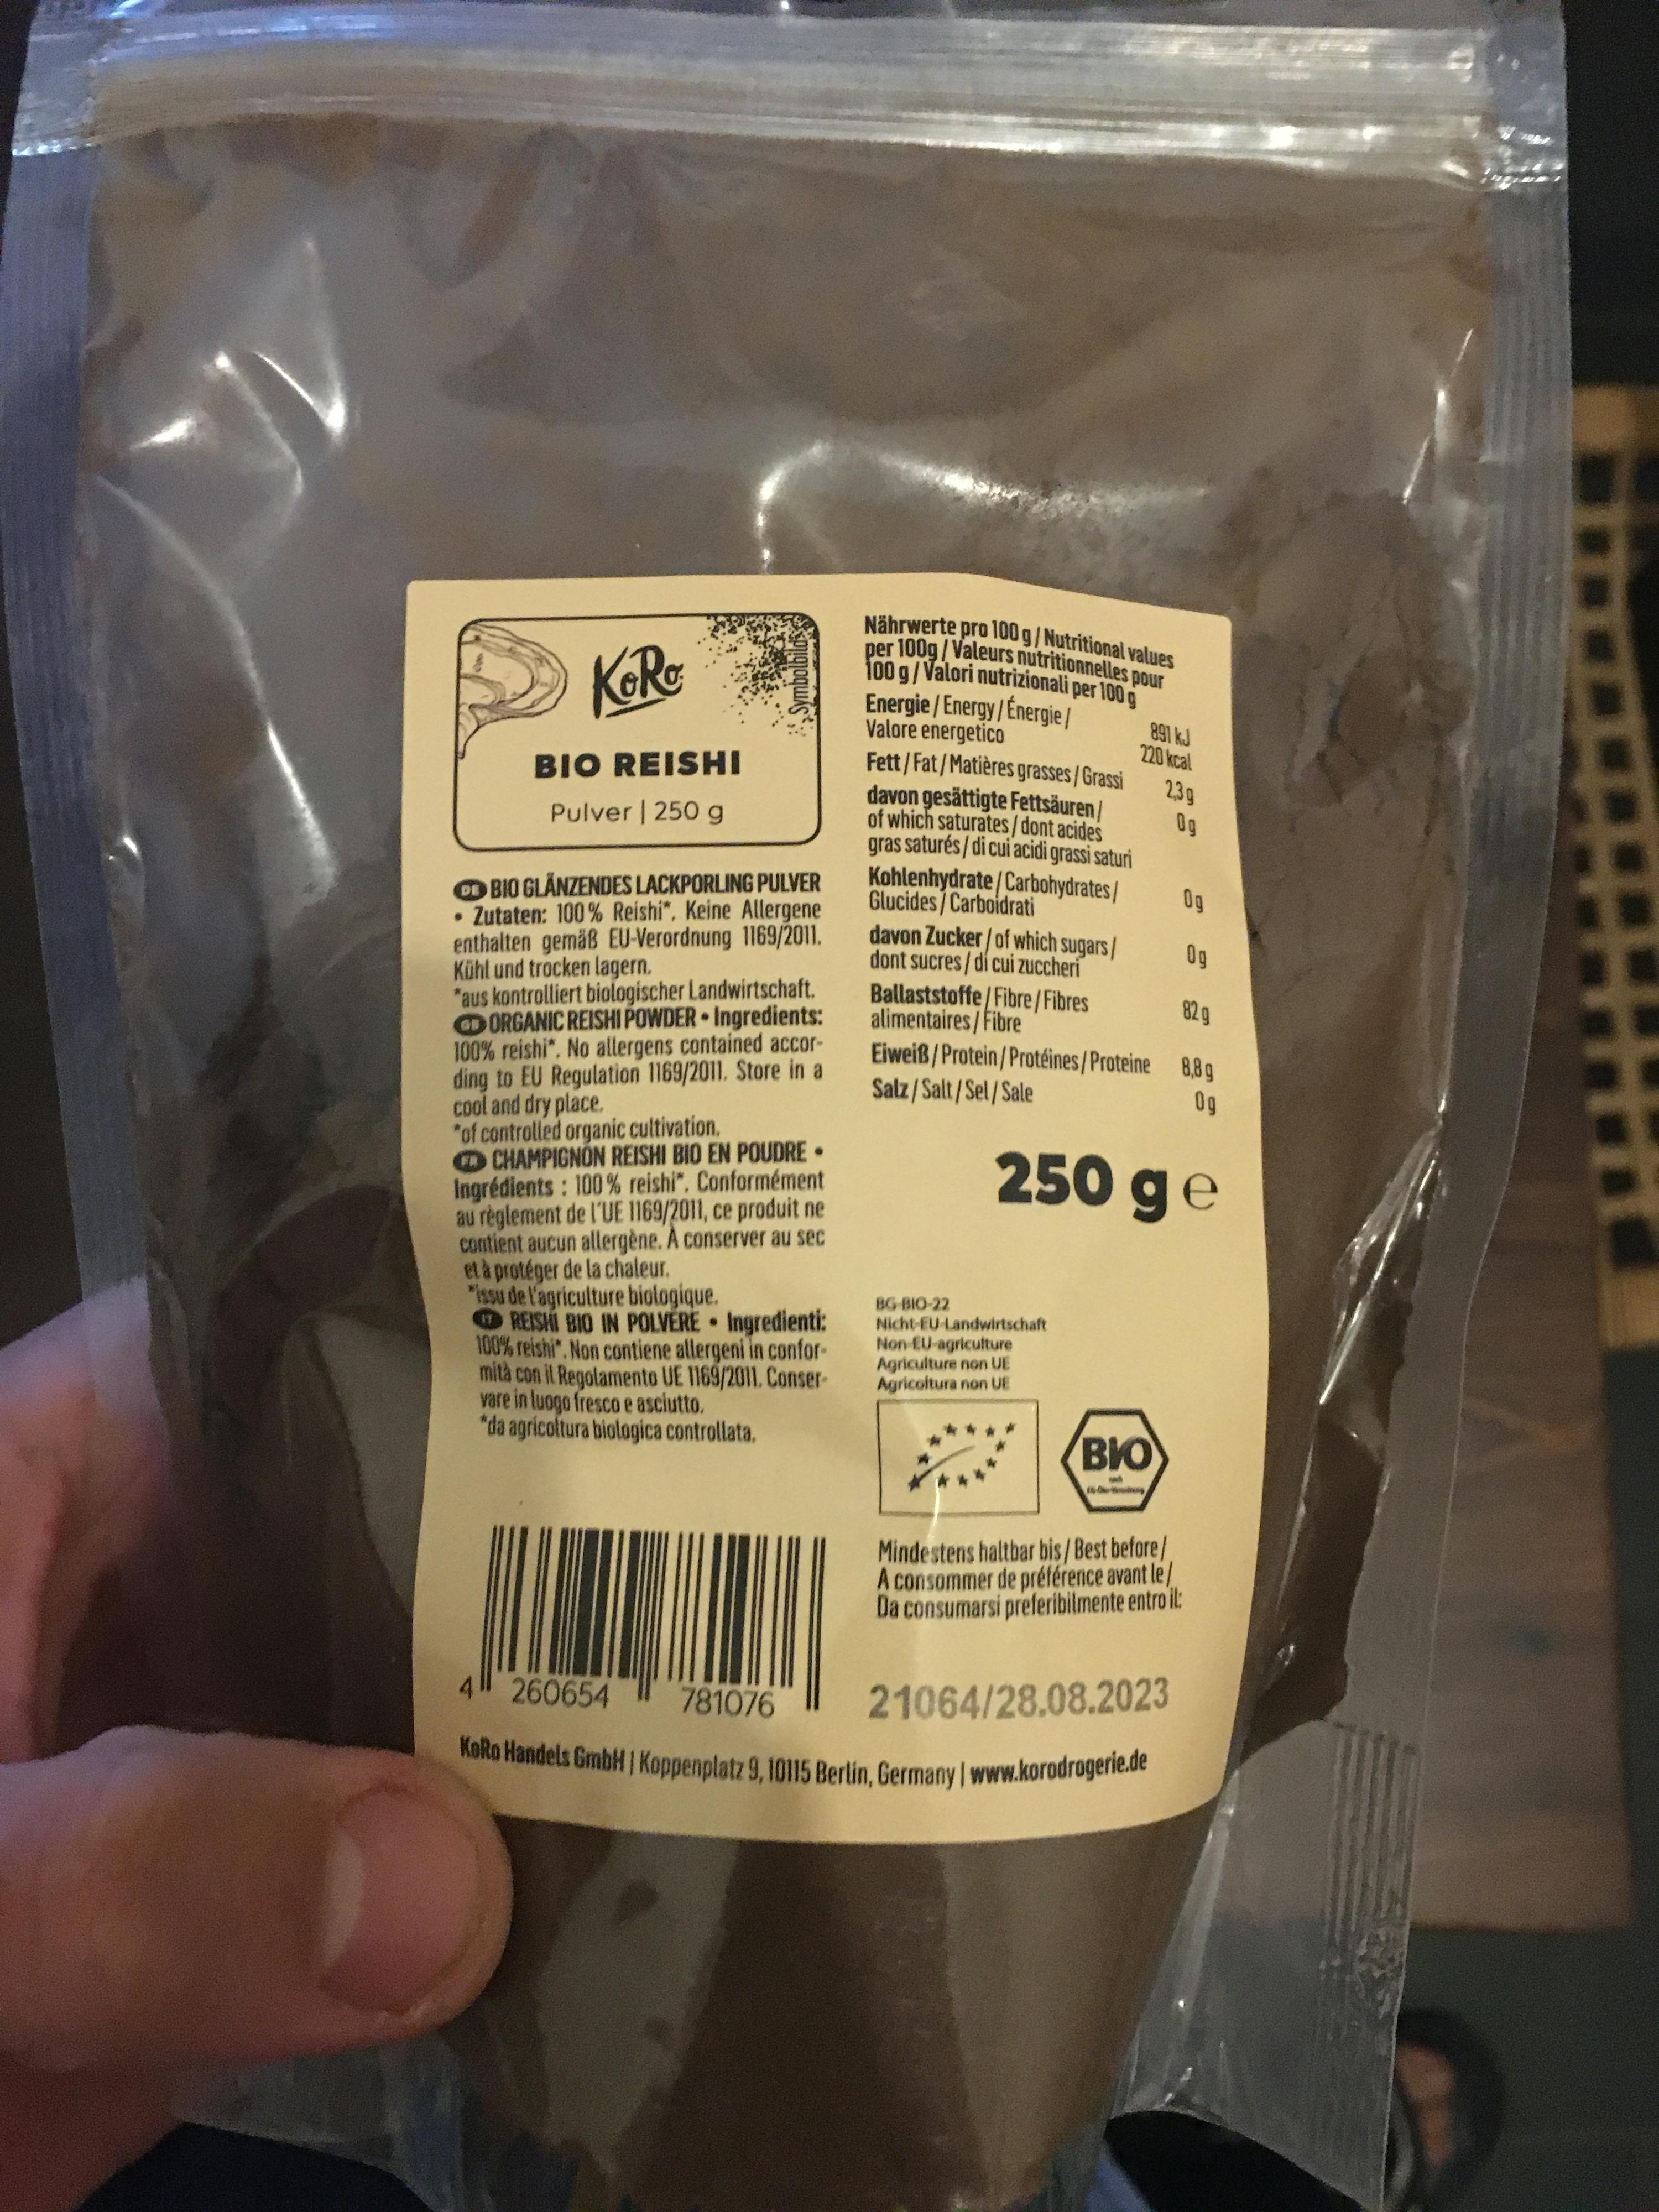 KoRo
Symbolbild
BIO REISHI
Pulver | 250 g
DE BIO GLÄNZENDES LACKPORLING PULVER
• Zutaten: 100 % Reishi*. Keine Allergene
enthalten gemäß EU-Verordnung 1169/2011.
Kühl und trocken lagern.
*aus kontrolliert biologischer Landwirtschaft.
GB ORGANIC REISHI POWDER • Ingredients:
100% reishi*. No allergens contained accor-
ding to EU Regulation 1169/2011. Store in a
cool and dry place.
*of controlled organic cultivation.
FR CHAMPIGNON REISHI BIO EN POUDRE •
Ingrédients : 100 % reishi*. Conformément
au règlement de l'UE 1169/2011, ce produit ne
contient aucun allergène. À conserver au sec
et à protéger de la chaleur.
*issu de l'agriculture biologique.
IT REISHI BIO IN POLVERE • Ingredienti:
100% reishi*. Non contiene allergeni in confor-
mità con il Regolamento UE 1169/2011. Conser-
vare in luogo fresco e asciutto.
*da agricoltura biologica controllata.
4 260654 781076
Nährwerte pro 100 g / Nutritional values
per 100g / Valeurs nutritionnelles pour
100 g / Valori nutrizionali per 100 g
Energie / Energy / Énergie /
Valore energetico
891 kJ
220 kcal
Fett / Fat / Matières grasses / Grassi 2,3 g
davon gesättigte Fettsäuren / 0 g
of which saturates / dont acides
gras saturés / di cui acidi grassi saturi
Kohlenhydrate / Carbohydrates /
Glucides / Carboidrati 0 g
davon Zucker / of which sugars /
dont sucres / di cui zuccheri 0 g
Ballaststoffe / Fibre / Fibres
alimentaires / Fibre 82 g
Eiweiß / Protein / Protéines / Proteine 8,8 g
Salz / Salt / Sel / Sale 0 g
250 g e
BG-BIO-22
Nicht-EU-Landwirtschaft
Non-EU-agriculture
Agriculture non UE
Agricoltura non UE
BIO
nach
EG-Öko-Verordnung
Mindestens haltbar bis / Best before /
A consommer de préférence avant le /
Da consumarsi preferibilmente entro il:
21064/28.08.2023
KoRo Handels GmbH | Koppenplatz 9, 10115 Berlin, Germany | www.korodrogerie.de